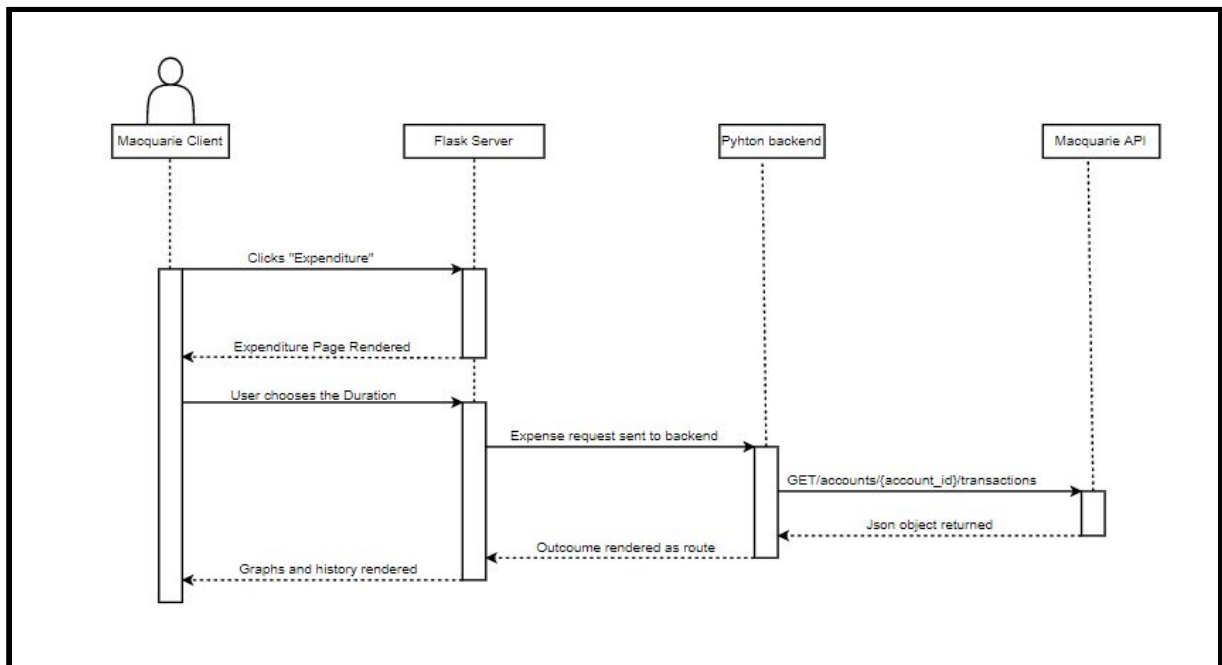 Macquarie Client
Flask Server
Pyhton backend
Macquarie API
Clicks "Expenditure"
Expenditure Page Rendered
User chooses the Duration
Expense request sent to backend
GET/accounts/{account_id}/transactions
Json object returned
Outcoume rendered as route
Graphs and history rendered